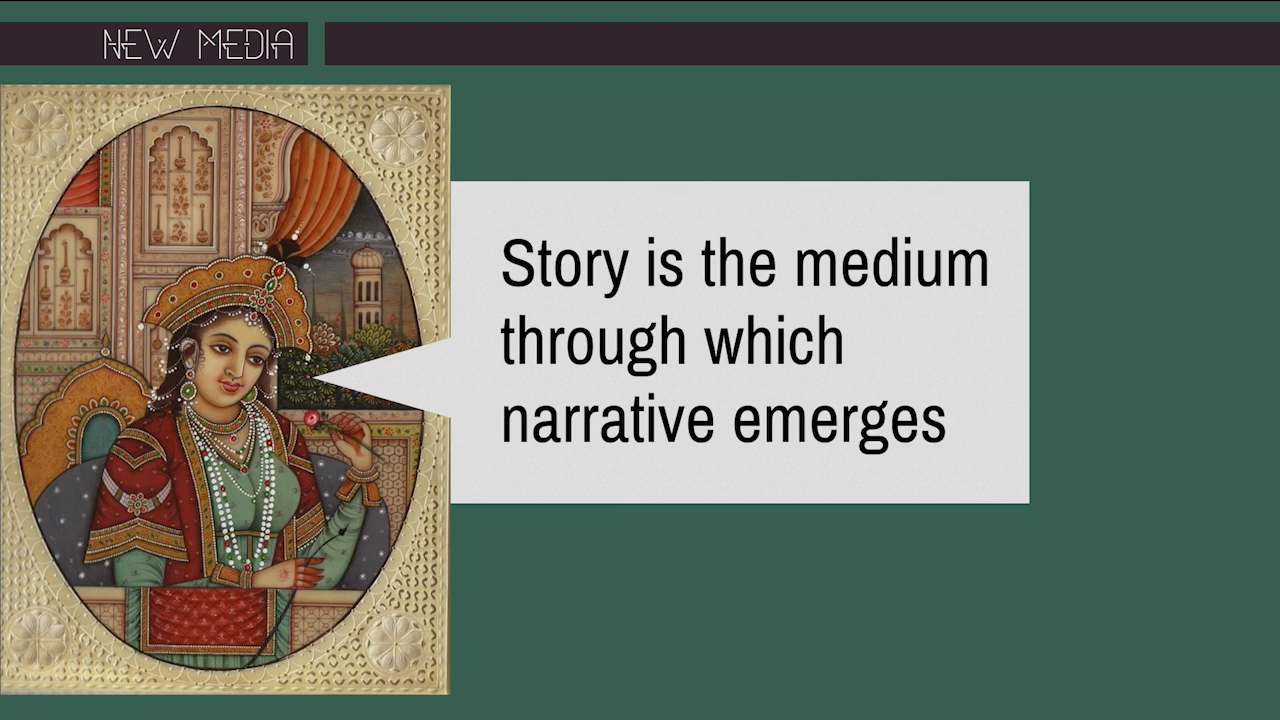 NEW MEDIA
Story is the medium
through which
narrative emerges